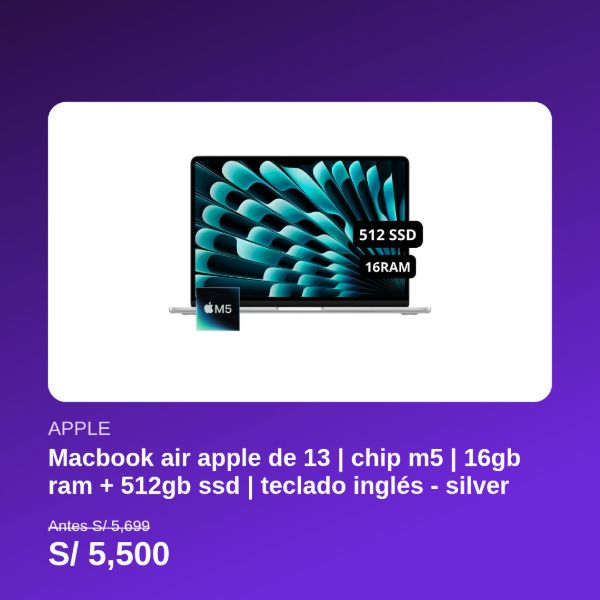 512 SSD
16RAM
M5
APPLE
Macbook air apple de 13 | chip m5 | 16gb
ram + 512gb ssd | teclado inglés - silver
Antes S/ 5,699
S/ 5,500